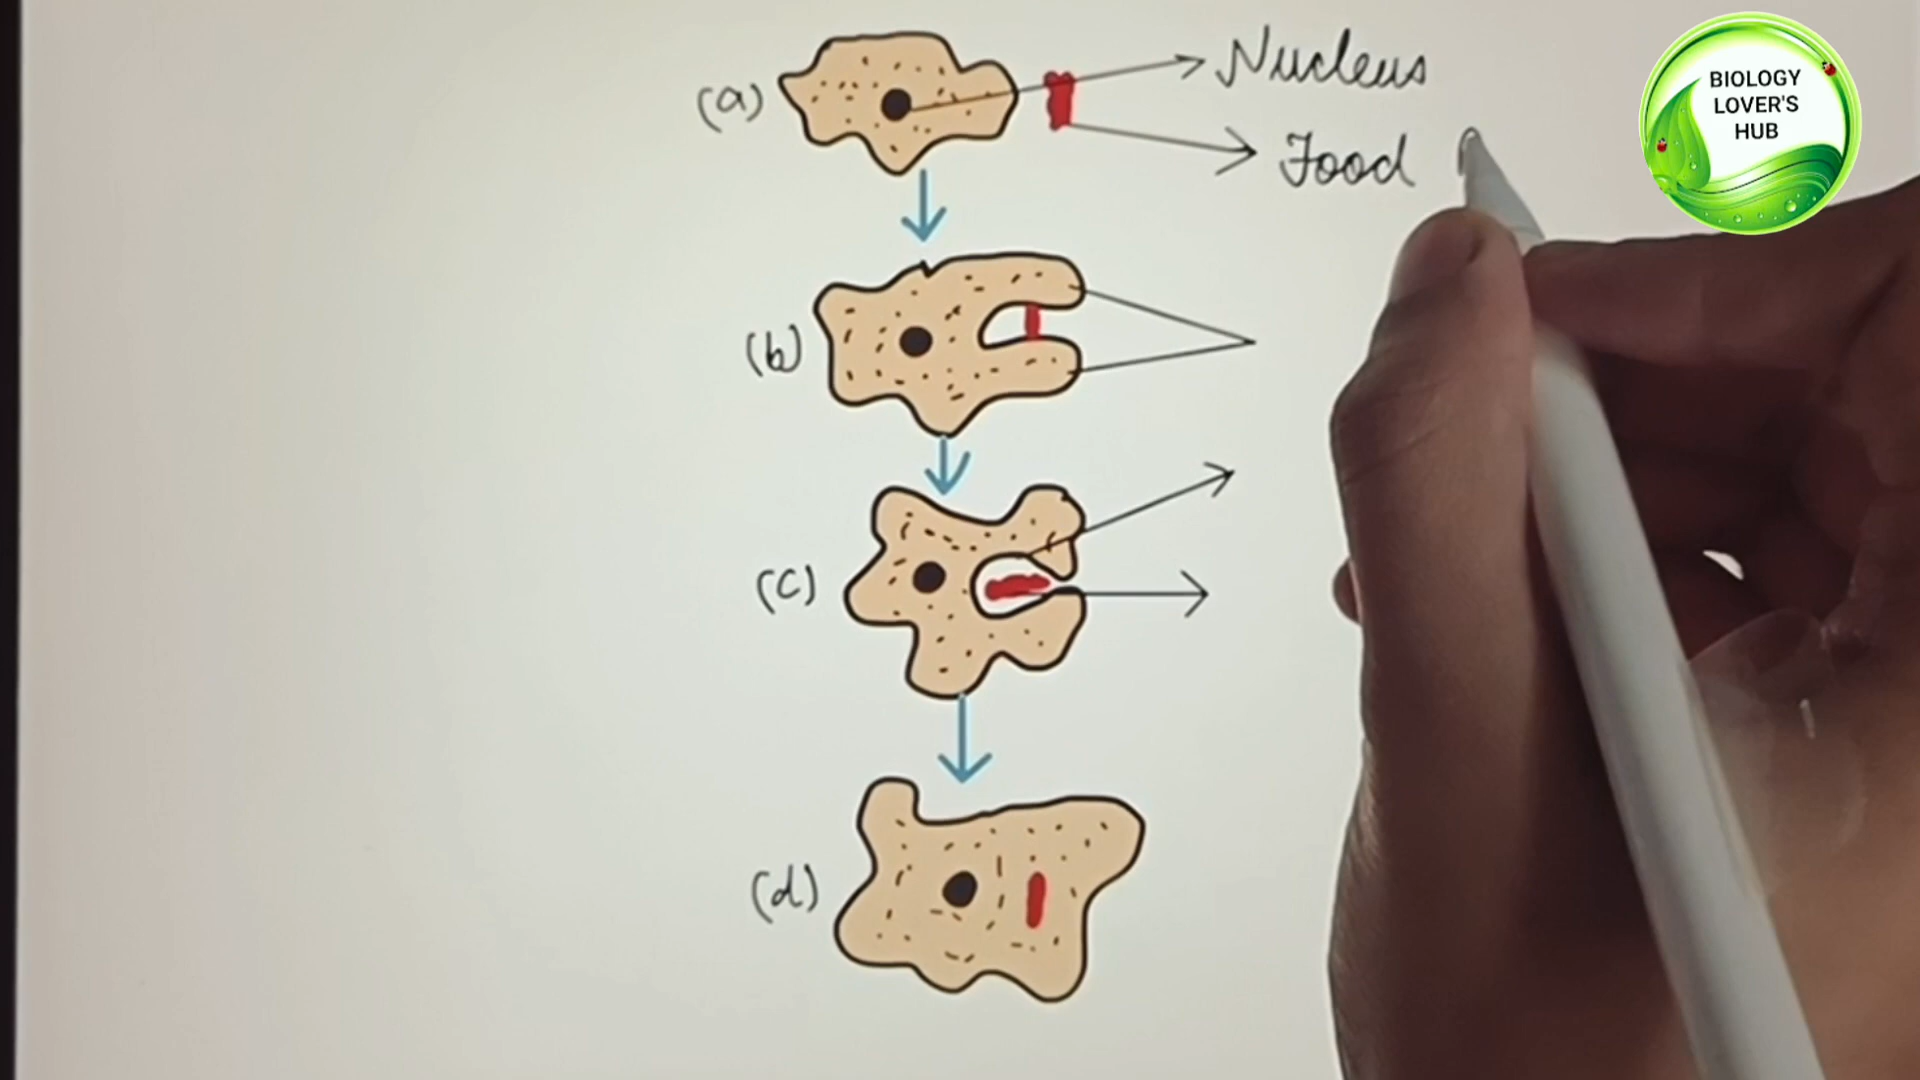 (a)
Nucleus
Food
(b)
(c)
(d)
BIOLOGY
LOVER'S
HUB